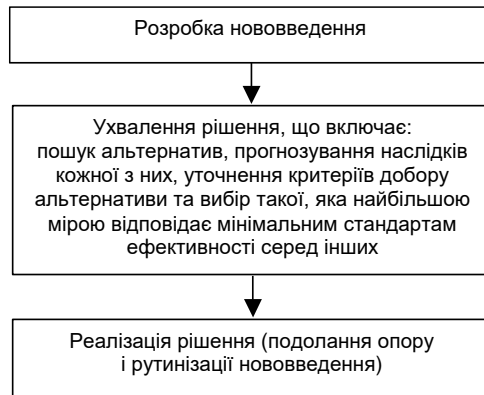 Розробка нововведення
Ухвалення рішення, що включає:
пошук альтернатив, прогнозування наслідків
кожної з них, уточнення критеріїв добору
альтернативи та вибір такої, яка найбільшою
мірою відповідає мінімальним стандартам
ефективності серед інших
Реалізація рішення (подолання опору
і рутинізації нововведення)